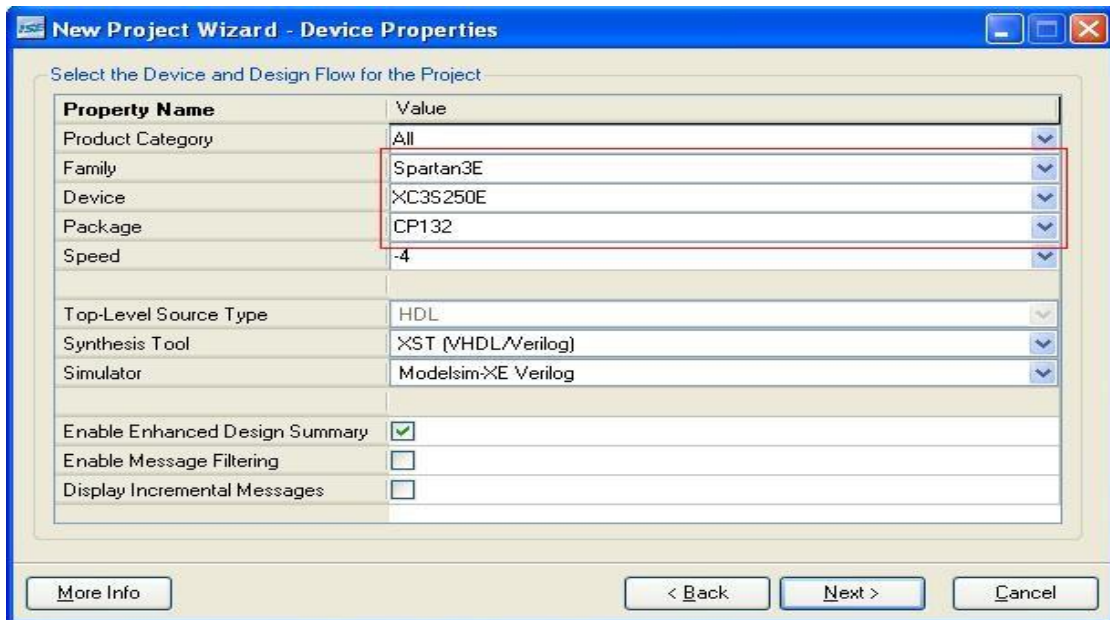 ISE New Project Wizard - Device Properties
Select the Device and Design Flow for the Project
Property Name Value
Product Category All
Family Spartan3E
Device XC3S250E
Package CP132
Speed -4
Top-Level Source Type HDL
Synthesis Tool XST (VHDL/Verilog)
Simulator Modelsim-XE Verilog
Enable Enhanced Design Summary
Enable Message Filtering
Display Incremental Messages
More Info < Back Next > Cancel